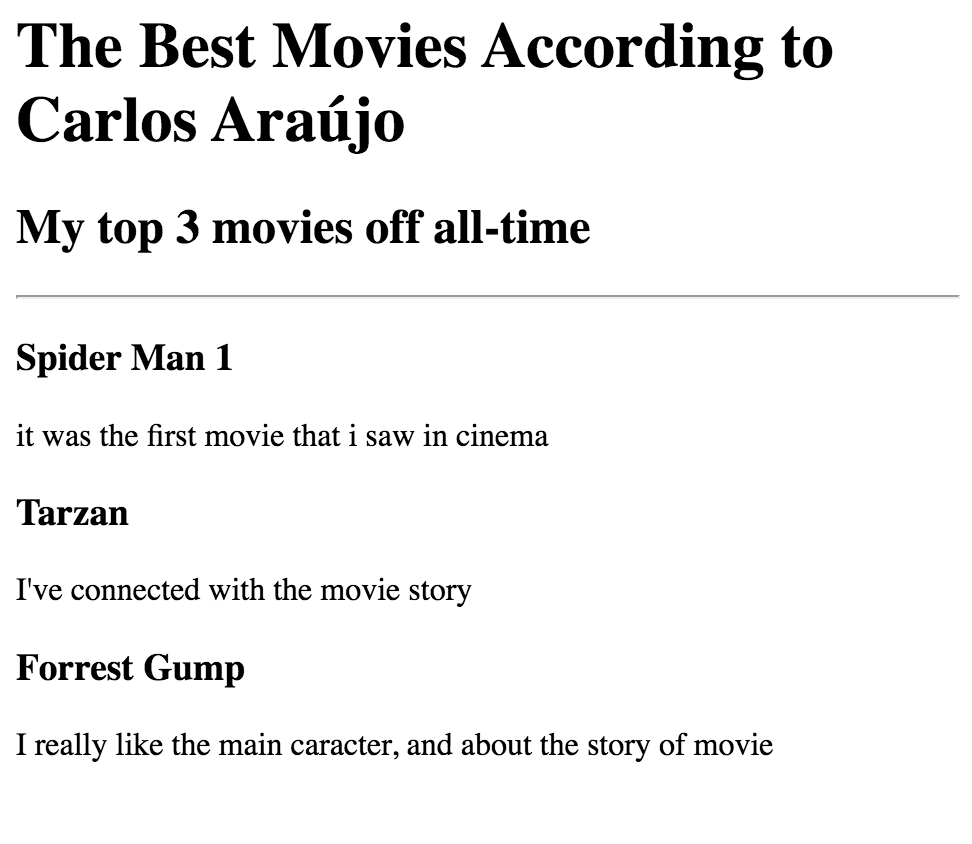 The Best Movies According to
Carlos Araújo
My top 3 movies off all-time
Spider Man 1
it was the first movie that i saw in cinema
Tarzan
I've connected with the movie story
Forrest Gump
I really like the main caracter, and about the story of movie